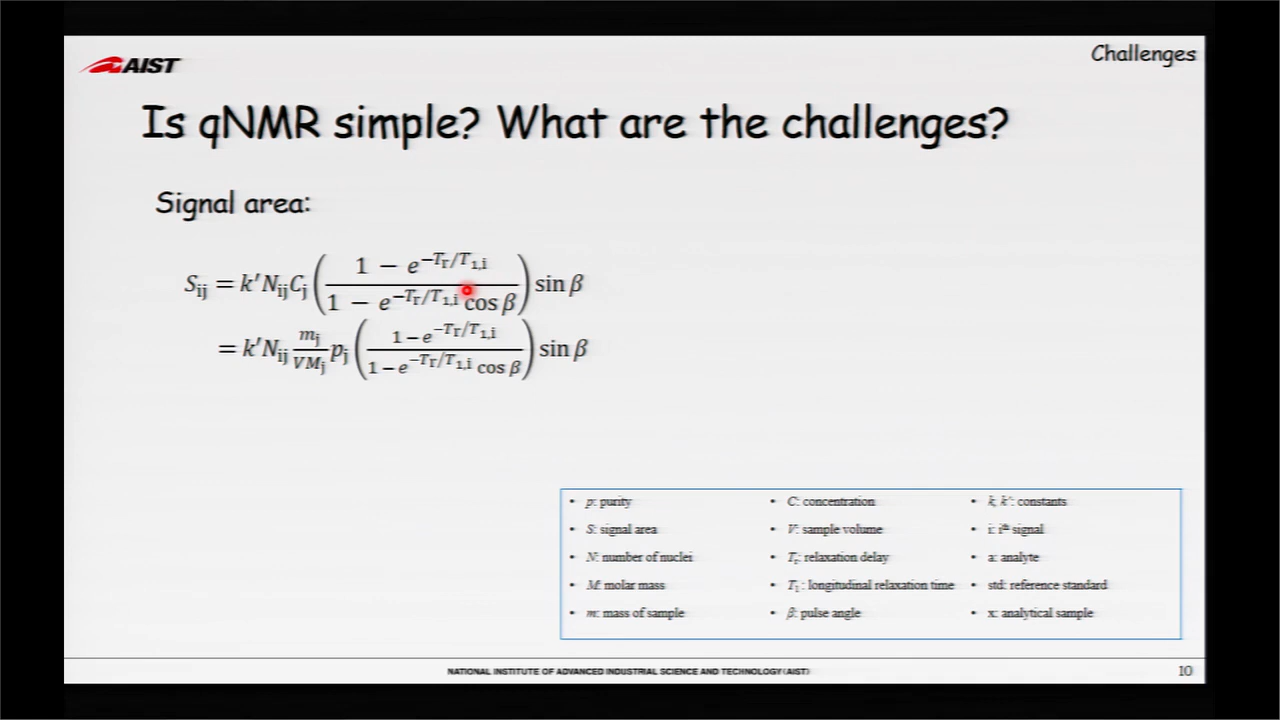 AIST
Challenges
Is qNMR simple? What are the challenges?
Signal area:
S_ij = k′N_ij C_j ( (1 − e^(−T_r/T_1,i)) / (1 − e^(−T_r/T_1,i) cos β) ) sin β
= k′N_ij (m_j / VM_j) p_j ( (1−e^(−T_r/T_1,i)) / (1−e^(−T_r/T_1,i) cos β) ) sin β
• p: purity
• S: signal area
• N: number of nuclei
• M: molar mass
• m: mass of sample
• C: concentration
• V: sample volume
• T_r: relaxation delay
• T_1: longitudinal relaxation time
• β: pulse angle
• k, k′: constants
• i: i^th signal
a: analyte
std: reference standard
x: analytical sample
NATIONAL INSTITUTE OF ADVANCED INDUSTRIAL SCIENCE AND TECHNOLOGY (AIST)
10